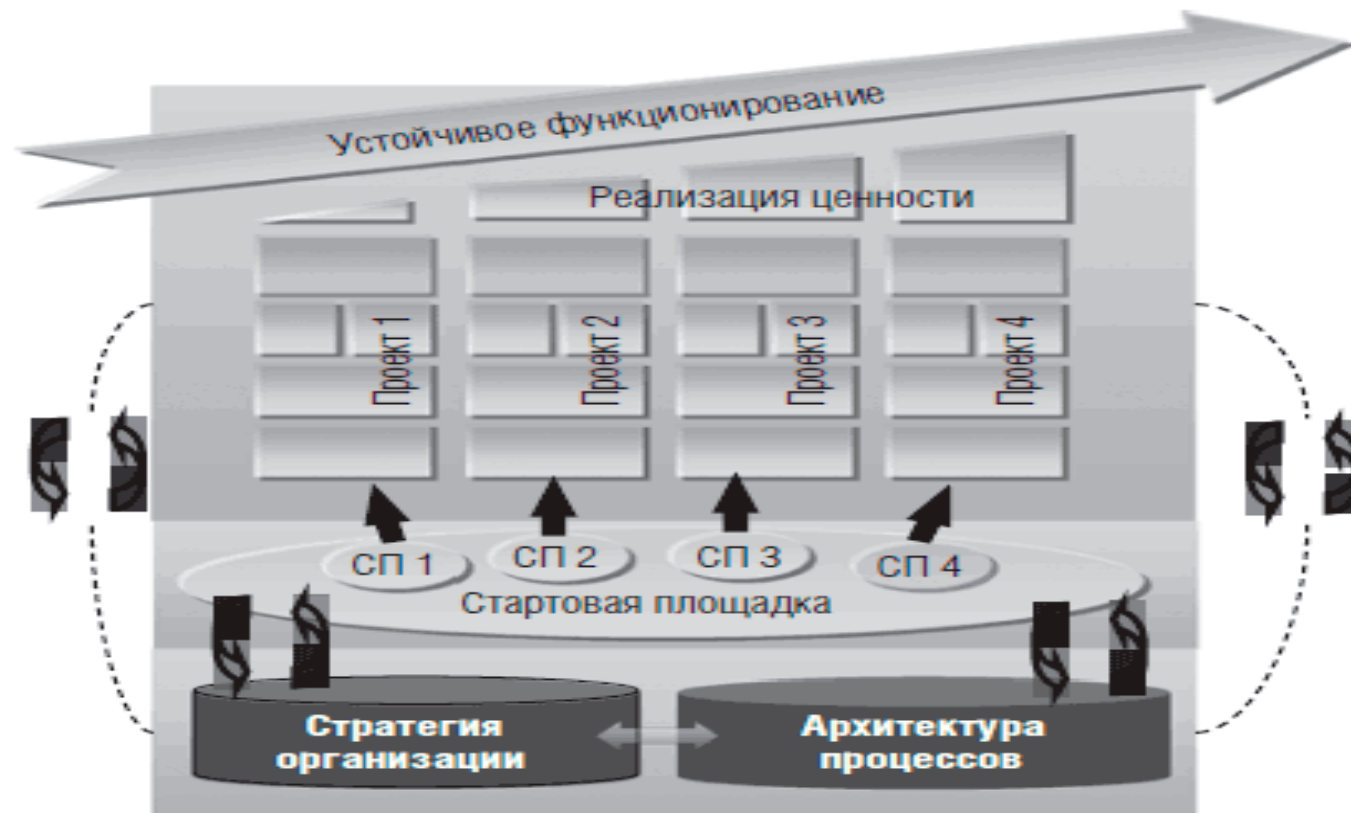 Устойчивое функционирование
Реализация ценности
Проект 1
Проект 2
Проект 3
Проект 4
СП 1
СП 2
СП 3
СП 4
Стартовая площадка
Стратегия
организации
Архитектура
процессов